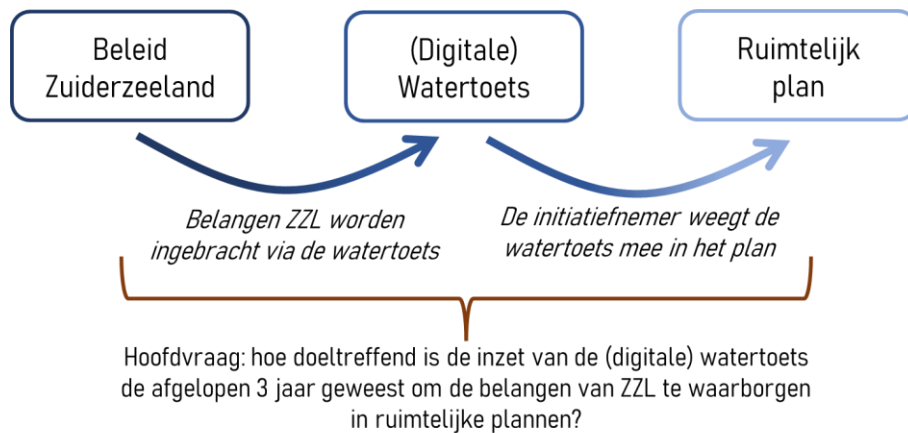 Beleid
Zuiderzeeland
(Digitale)
Watertoets
Ruimtelijk
plan
Belangen ZZL worden
ingebracht via de watertoets
De initiatiefnemer weegt de
watertoets mee in het plan
Hoofdvraag: hoe doeltreffend is de inzet van de (digitale) watertoets
de afgelopen 3 jaar geweest om de belangen van ZZL te waarborgen
in ruimtelijke plannen?